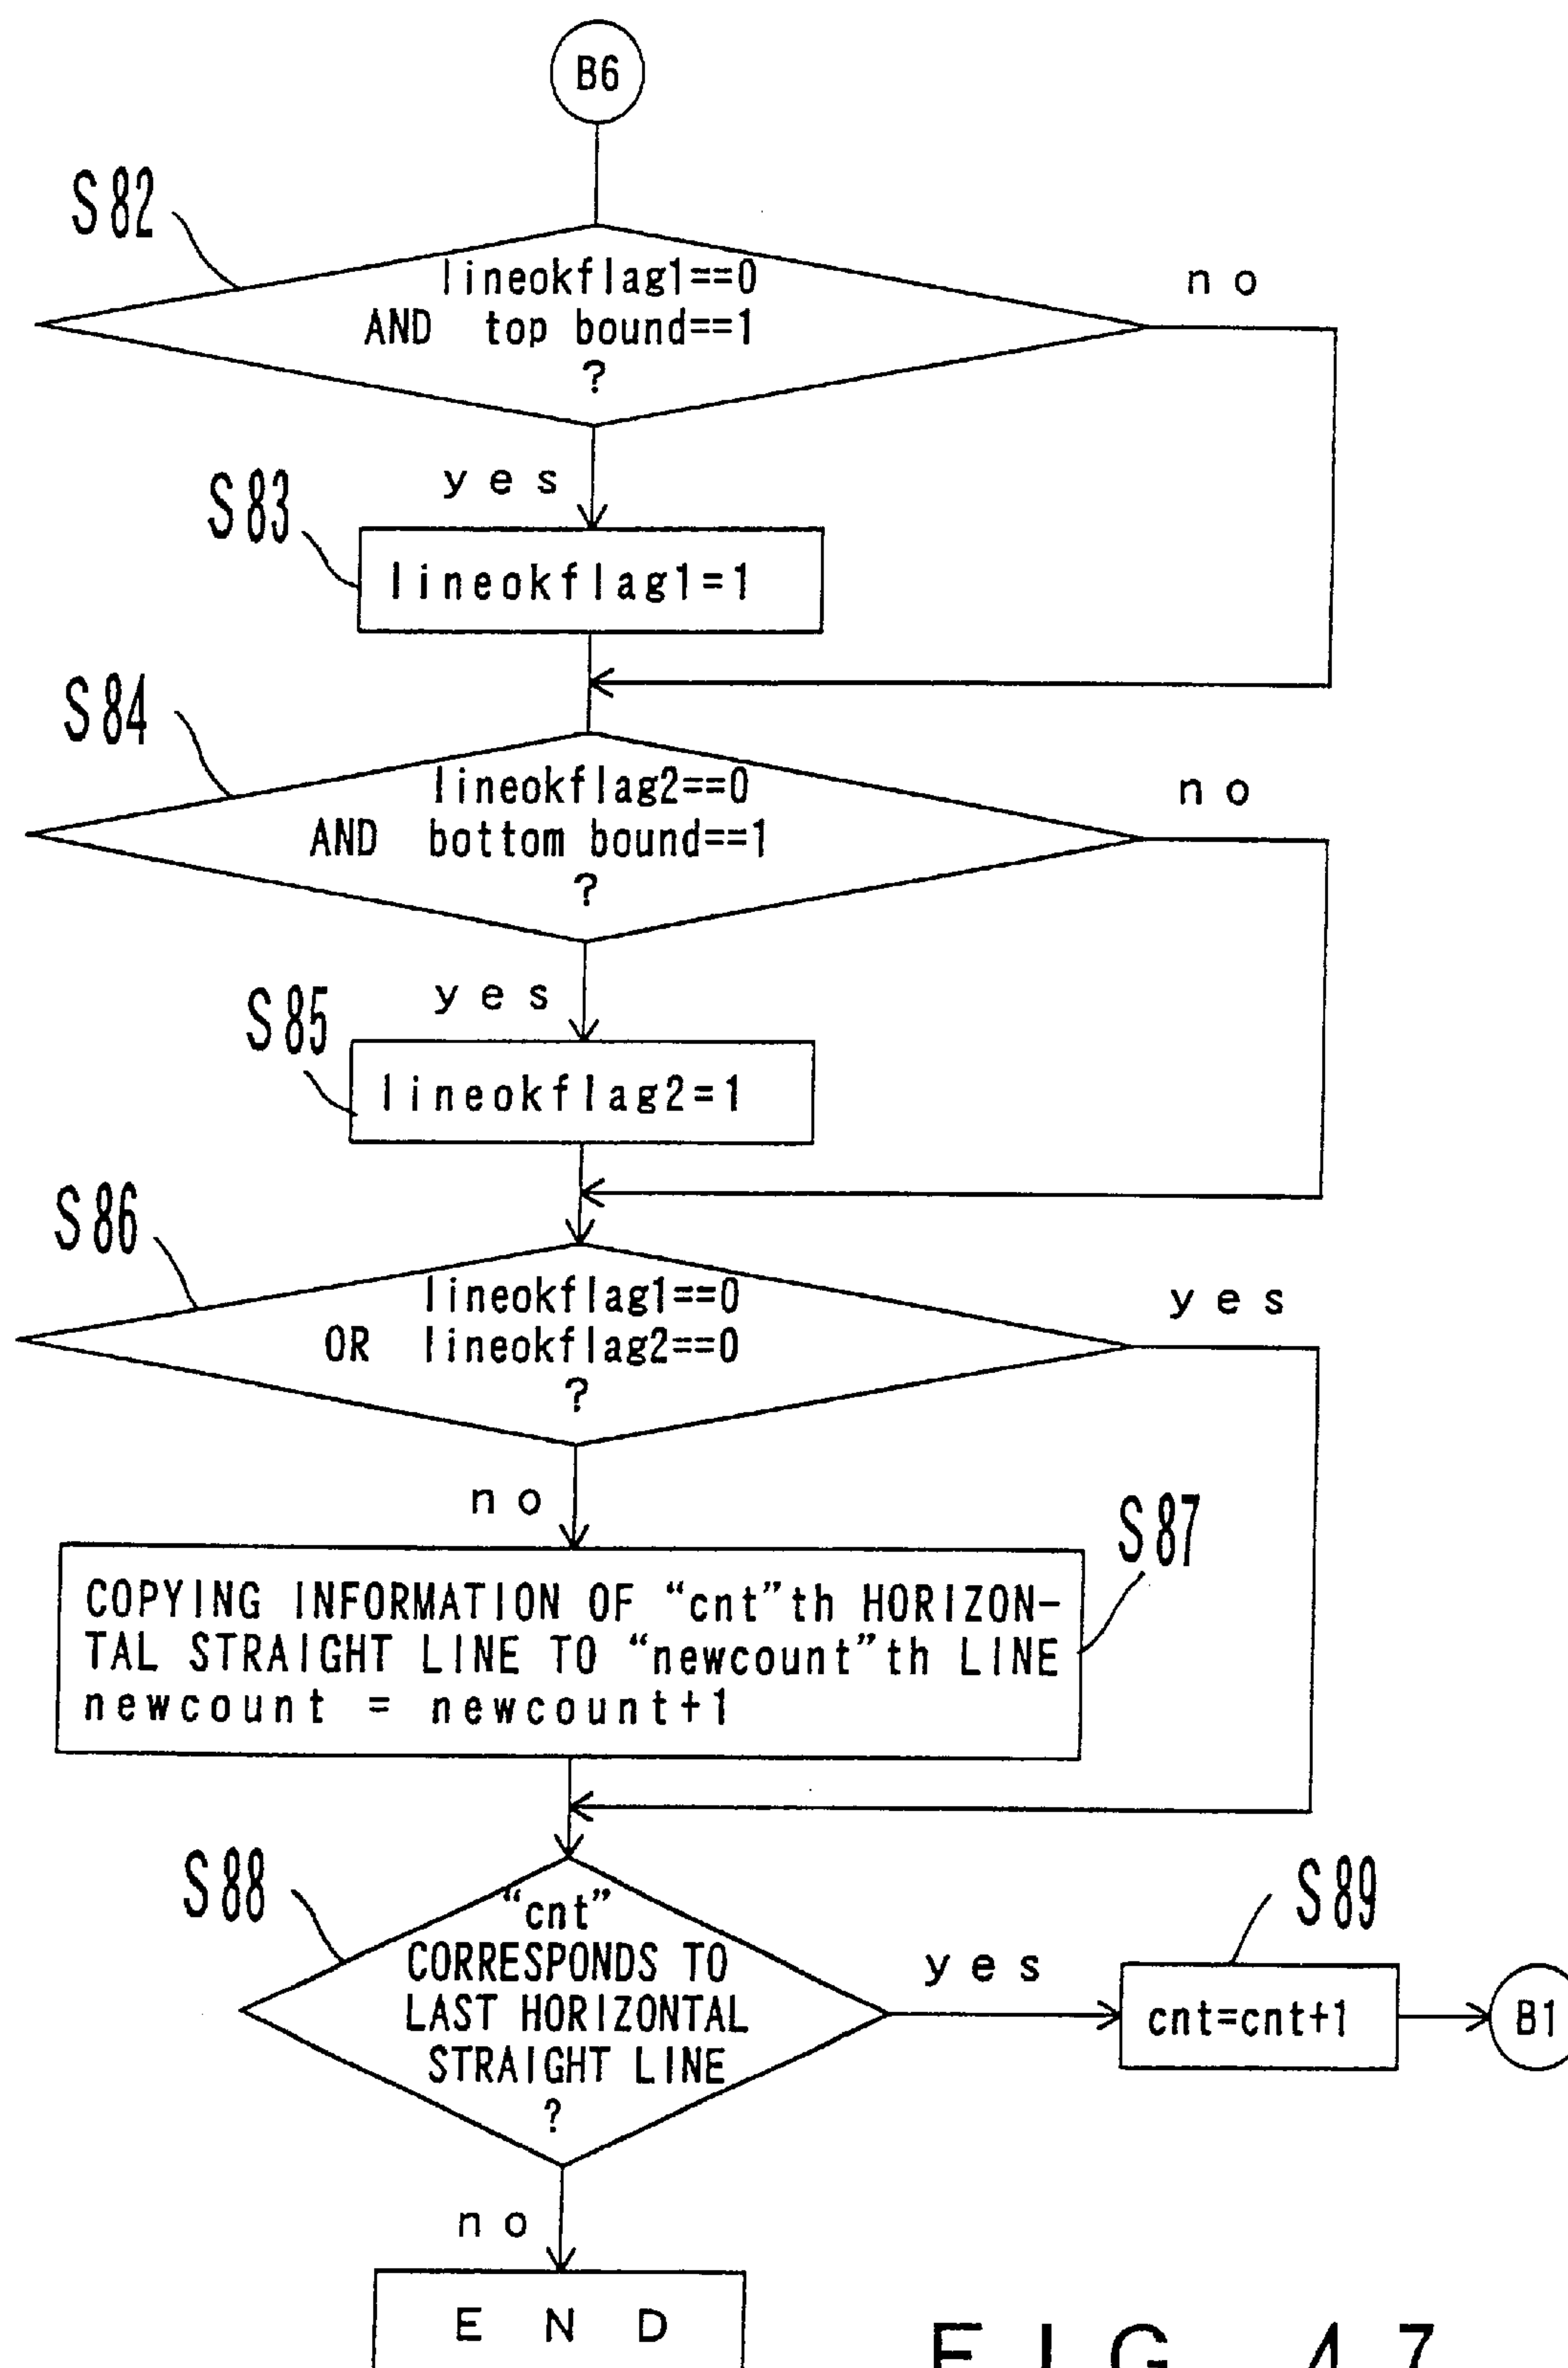 B6
S82
lineokflag1==0
AND top bound==1
?
no
yes
S83
lineokflag1=1
S84
lineokflag2==0
AND bottom bound==1
?
no
yes
S85
lineokflag2=1
S86
lineokflag1==0
OR lineokflag2==0
?
yes
no
S87
COPYING INFORMATION OF “cnt”th HORIZON-
TAL STRAIGHT LINE TO “newcount”th LINE
newcount = newcount+1
S88
“cnt”
CORRESPONDS TO
LAST HORIZONTAL
STRAIGHT LINE
?
yes
S89
cnt=cnt+1
B1
no
END
FIG. 47